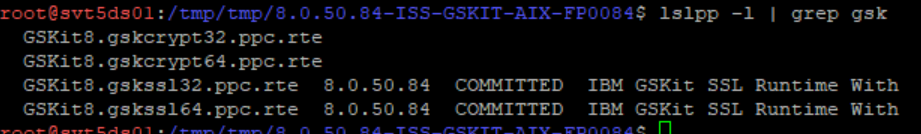 root@svt5ds01:/tmp/tmp/8.0.50.84-ISS-GSKIT-AIX-FP0084$ lslpp -l | grep gsk
GSKit8.gskcrypt32.ppc.rte
GSKit8.gskcrypt64.ppc.rte
GSKit8.gskssl32.ppc.rte 8.0.50.84 COMMITTED IBM GSKit SSL Runtime With
GSKit8.gskssl64.ppc.rte 8.0.50.84 COMMITTED IBM GSKit SSL Runtime With
root@svt5ds01:/tmp/tmp/8.0.50.84-ISS-GSKIT-AIX-FP0084$